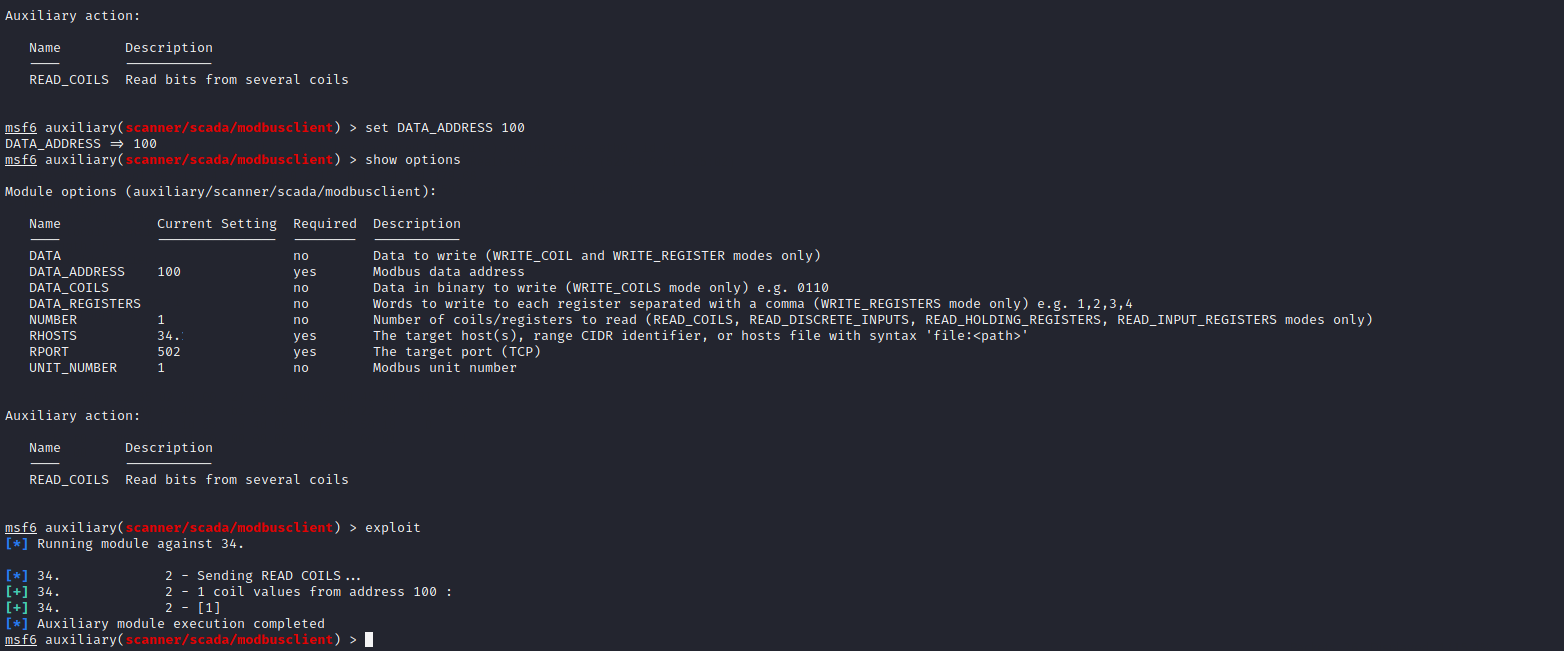 Auxiliary action:
Name Description
READ_COILS Read bits from several coils
msf6 auxiliary(scanner/scada/modbusclient) > set DATA_ADDRESS 100
DATA_ADDRESS ⇒ 100
msf6 auxiliary(scanner/scada/modbusclient) > show options
Module options (auxiliary/scanner/scada/modbusclient):
Name Current Setting Required Description
DATA no Data to write (WRITE_COIL and WRITE_REGISTER modes only)
DATA_ADDRESS 100 yes Modbus data address
DATA_COILS no Data in binary to write (WRITE_COILS mode only) e.g. 0110
DATA_REGISTERS no Words to write to each register separated with a comma (WRITE_REGISTERS mode only) e.g. 1,2,3,4
NUMBER 1 no Number of coils/registers to read (READ_COILS, READ_DISCRETE_INPUTS, READ_HOLDING_REGISTERS, READ_INPUT_REGISTERS modes only)
RHOSTS 34. yes The target host(s), range CIDR identifier, or hosts file with syntax 'file:<path>'
RPORT 502 yes The target port (TCP)
UNIT_NUMBER 1 no Modbus unit number
Auxiliary action:
Name Description
READ_COILS Read bits from several coils
msf6 auxiliary(scanner/scada/modbusclient) > exploit
[*] Running module against 34.
[*] 34. 2 - Sending READ COILS...
[+] 34. 2 - 1 coil values from address 100 :
[+] 34. 2 - [1]
[*] Auxiliary module execution completed
msf6 auxiliary(scanner/scada/modbusclient) >